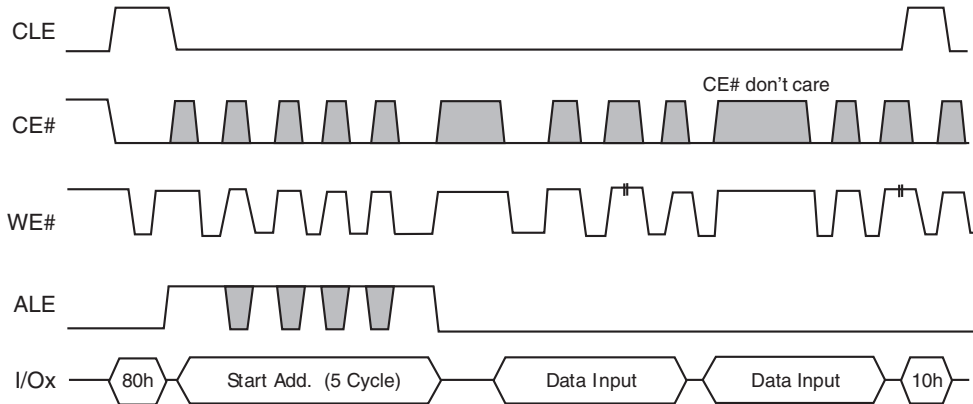 CLE
CE# don't care
CE#
WE#
ALE
I/Ox
80h
Start Add. (5 Cycle)
Data Input
Data Input
10h